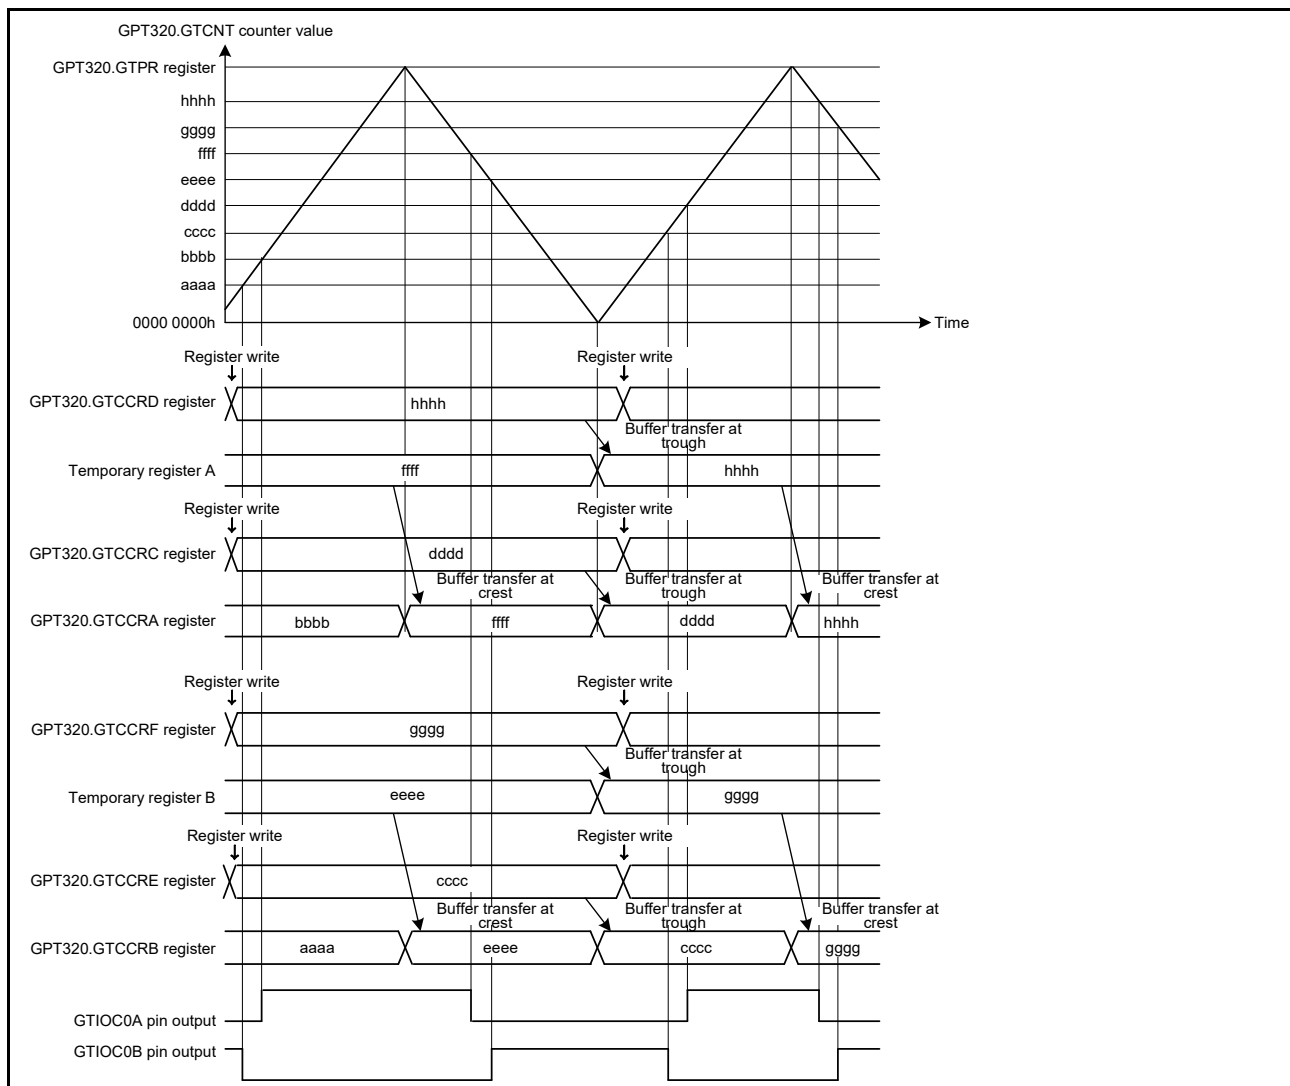 GPT320.GTCNT counter value
GPT320.GTPR register
hhhh
gggg
ffff
eeee
dddd
cccc
bbbb
aaaa
0000 0000h
Time
Register write
Register write
GPT320.GTCCRD register
hhhh
Buffer transfer at
trough
Temporary register A
ffff
hhhh
Register write
Register write
GPT320.GTCCRC register
dddd
Buffer transfer at
crest
Buffer transfer at
trough
Buffer transfer at
crest
GPT320.GTCCRA register
bbbb
ffff
dddd
hhhh
Register write
Register write
GPT320.GTCCRF register
gggg
Buffer transfer at
trough
Temporary register B
eeee
gggg
Register write
Register write
GPT320.GTCCRE register
cccc
Buffer transfer at
crest
Buffer transfer at
trough
Buffer transfer at
crest
GPT320.GTCCRB register
aaaa
eeee
cccc
gggg
GTIOC0A pin output
GTIOC0B pin output